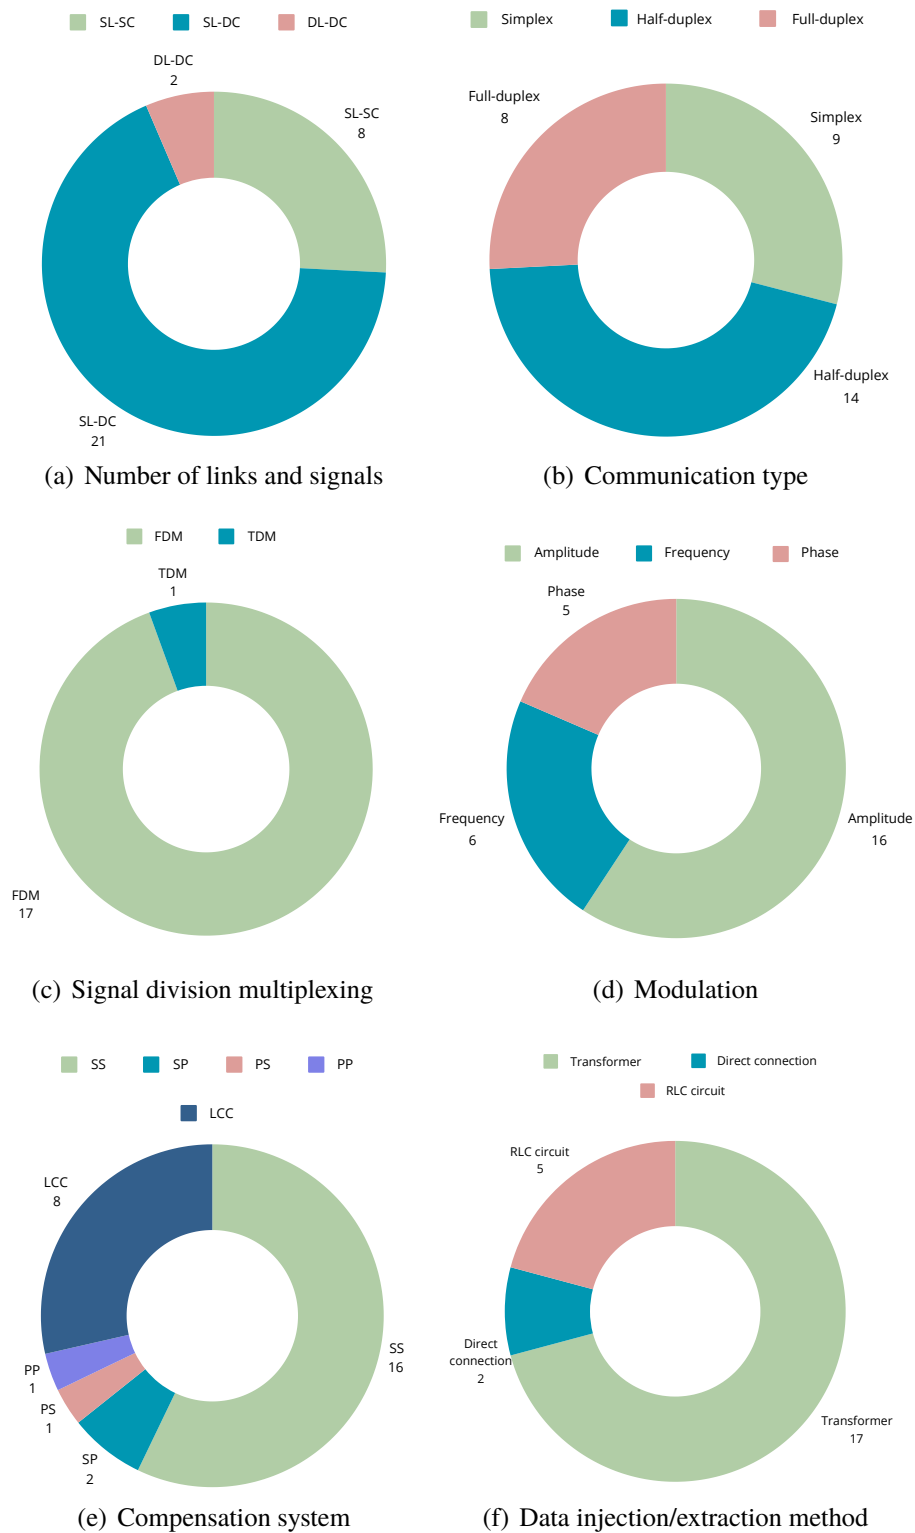 SL-SC SL-DC DL-DC
DL-DC
2
SL-SC
8
SL-DC
21
(a) Number of links and signals
Simplex Half-duplex Full-duplex
Full-duplex
8
Simplex
9
Half-duplex
14
(b) Communication type
FDM TDM
TDM
1
FDM
17
(c) Signal division multiplexing
Amplitude Frequency Phase
Phase
5
Frequency
6
Amplitude
16
(d) Modulation
SS SP PS PP
LCC
LCC
8
SS
16
PP
1
PS
1
SP
2
(e) Compensation system
Transformer Direct connection
RLC circuit
RLC circuit
5
Direct
connection
2
Transformer
17
(f) Data injection/extraction method